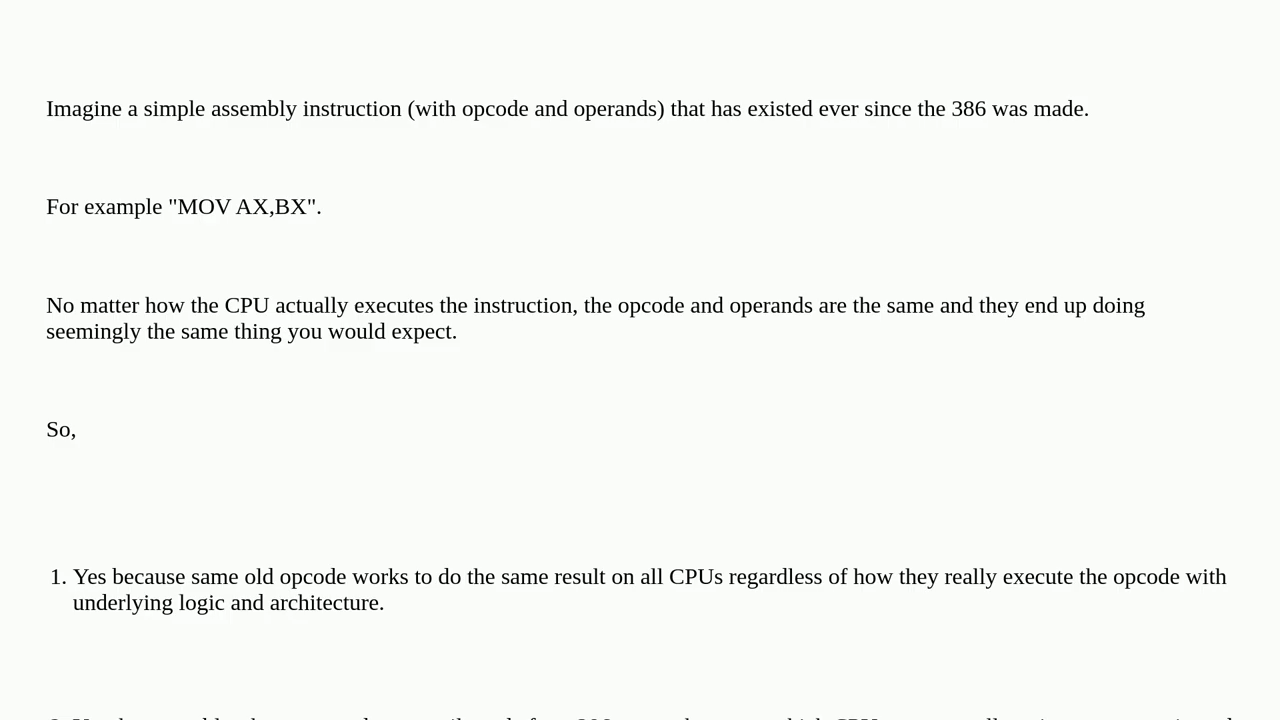 Imagine a simple assembly instruction (with opcode and operands) that has existed ever since the 386 was made.
For example "MOV AX,BX".
No matter how the CPU actually executes the instruction, the opcode and operands are the same and they end up doing
seemingly the same thing you would expect.
So,
1. Yes because same old opcode works to do the same result on all CPUs regardless of how they really execute the opcode with
underlying logic and architecture.